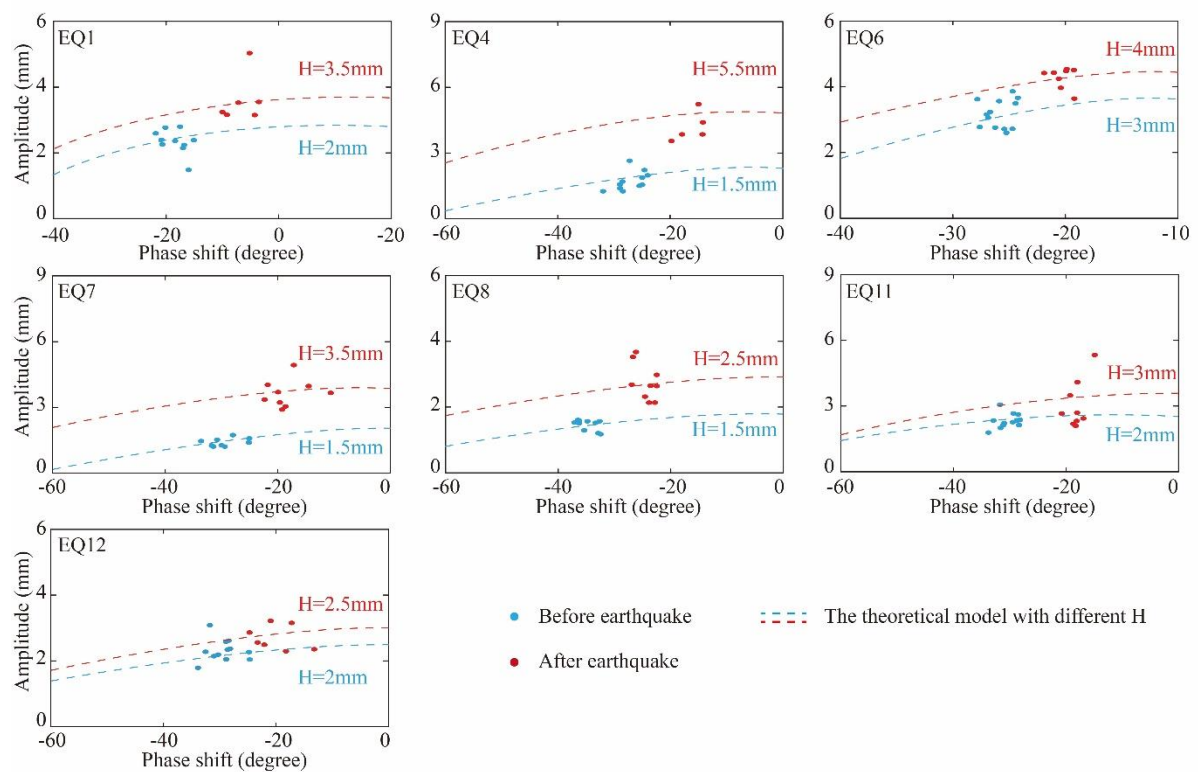 EQ1
Amplitude (mm)
6
4
2
0
H=3.5mm
H=2mm
-40
-20
0
-20
Phase shift (degree)
EQ4
9
6
3
0
H=5.5mm
H=1.5mm
-60
-40
-20
0
Phase shift (degree)
EQ6
6
4
2
0
H=4mm
H=3mm
-40
-30
-20
-10
Phase shift (degree)
EQ7
Amplitude (mm)
9
6
3
0
H=3.5mm
H=1.5mm
-60
-40
-20
0
Phase shift (degree)
EQ8
6
4
2
0
H=2.5mm
H=1.5mm
-60
-40
-20
0
Phase shift (degree)
EQ11
6
4
2
0
H=3mm
H=2mm
-60
-40
-20
0
Phase shift (degree)
EQ12
Amplitude (mm)
6
4
2
0
H=2.5mm
H=2mm
-60
-40
-20
0
Phase shift (degree)
Before earthquake
The theoretical model with different H
After earthquake